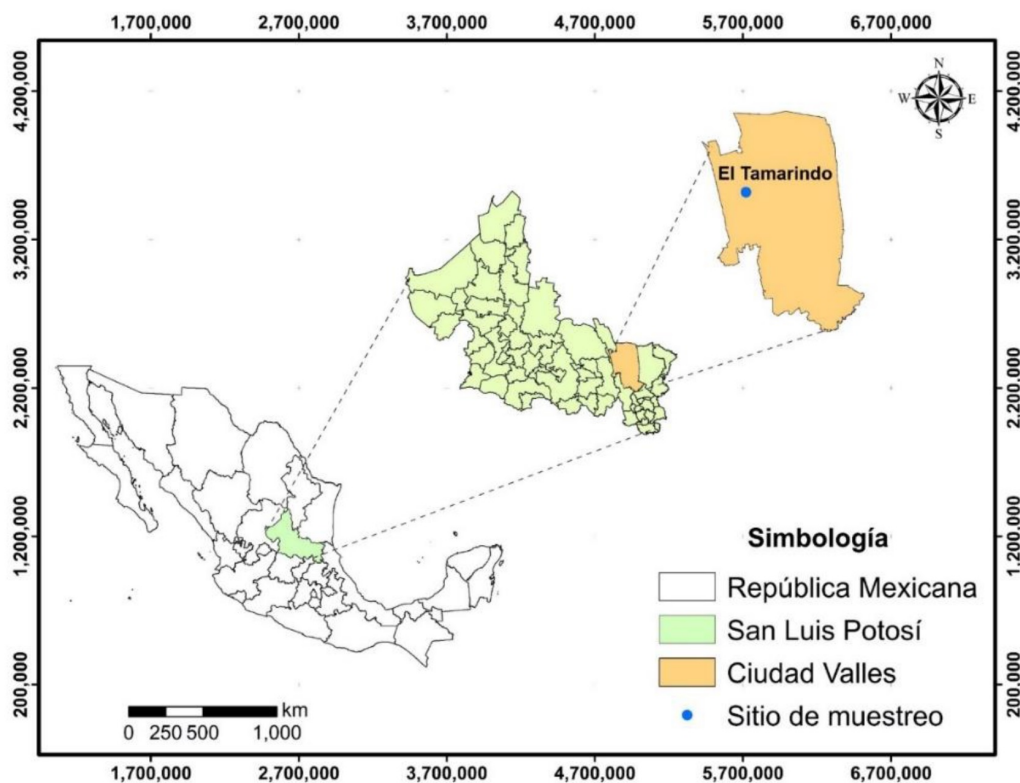 1,700,000 2,700,000 3,700,000 4,700,000 5,700,000 6,700,000
4,200,000 4,200,000
N
W E
S
El Tamarindo
3,200,000 3,200,000
2,200,000 2,200,000
1,200,000 1,200,000
Simbología
República Mexicana
San Luis Potosí
200,000 200,000
Ciudad Valles
Sitio de muestreo
km
0 250 500 1,000
1,700,000 2,700,000 3,700,000 4,700,000 5,700,000 6,700,000